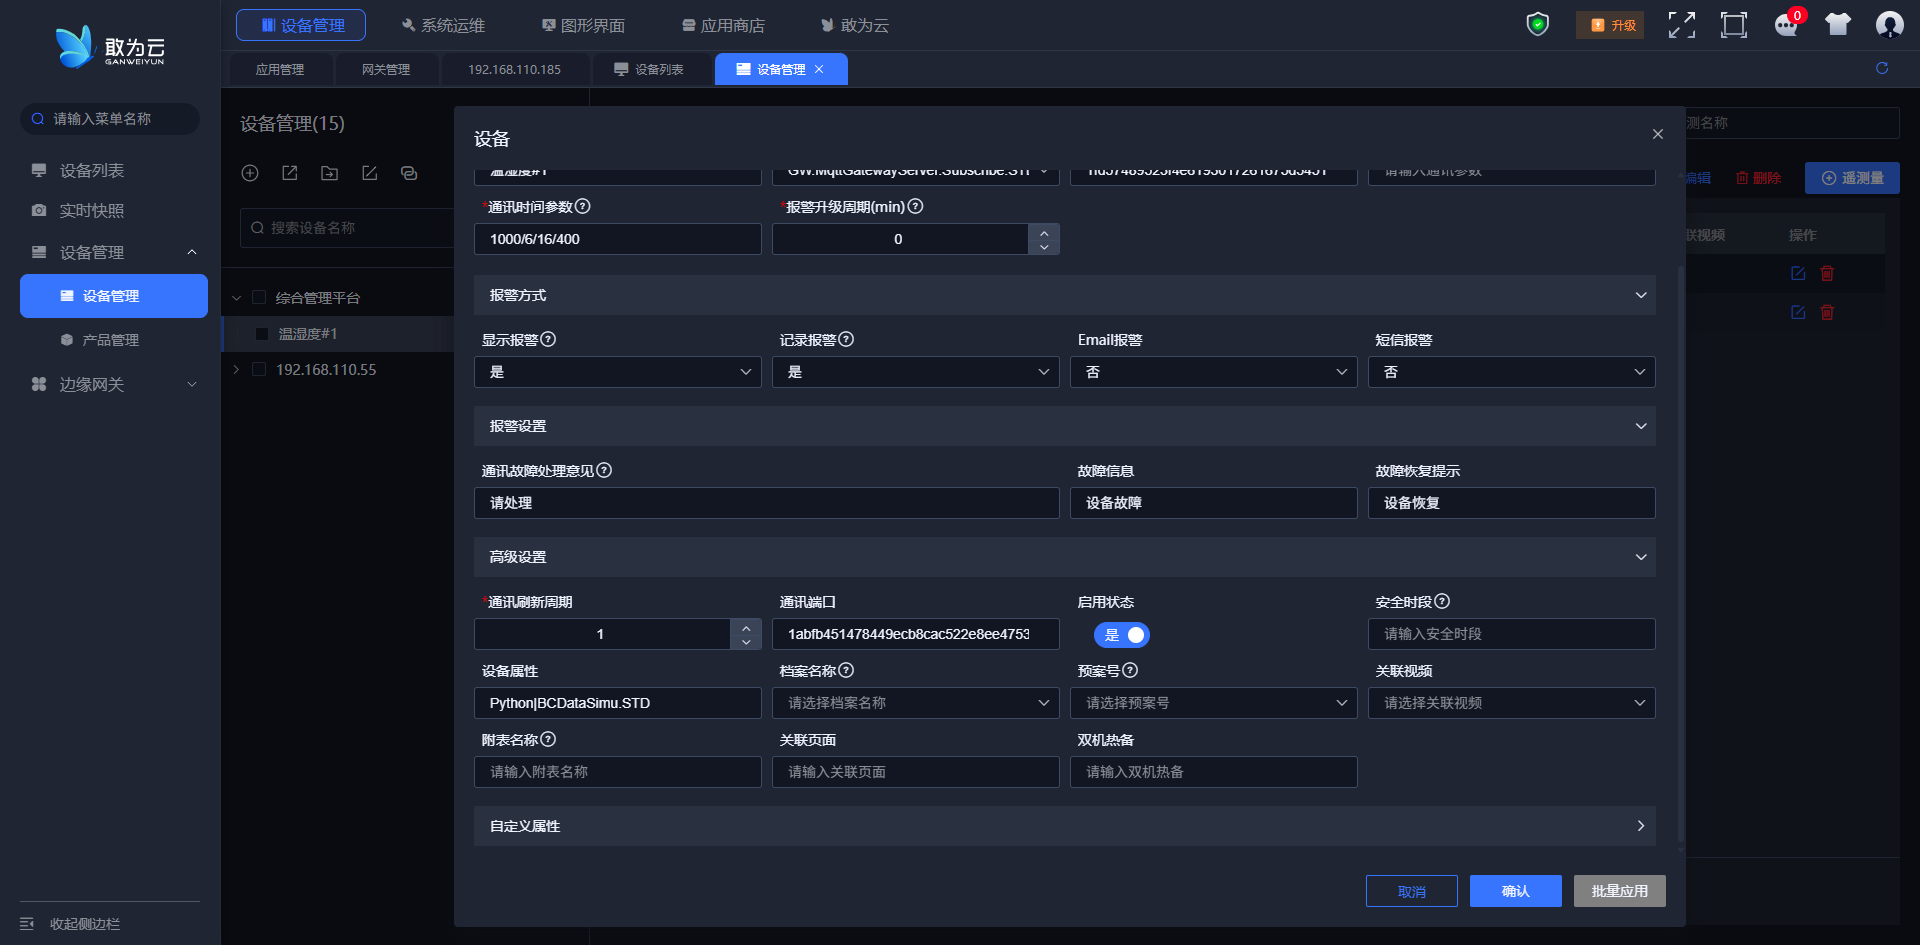 敢为云
GANWEIYUN
设备管理
系统运维
图形界面
应用商店
敢为云
升级
0
应用管理
网关管理
192.168.110.185
设备列表
设备管理
请输入菜单名称
设备列表
实时快照
设备管理
设备管理
产品管理
边缘网关
收起侧边栏
设备管理(15)
搜索设备名称
综合管理平台
温湿度#1
192.168.110.55
测名称
编辑
删除
遥测量
联视频
操作
设备
温湿度#1
GW.MqttGatewayServer.Subscribe.STI
请输入通讯参数
*通讯时间参数
*报警升级周期(min)
1000/6/16/400
0
报警方式
显示报警
记录报警
Email报警
短信报警
是
是
否
否
报警设置
通讯故障处理意见
故障信息
故障恢复提示
请处理
设备故障
设备恢复
高级设置
*通讯刷新周期
通讯端口
启用状态
安全时段
1
1abfb451478449ecb8cac522e8ee4753
是
请输入安全时段
设备属性
档案名称
预案号
关联视频
Python|BCDataSimu.STD
请选择档案名称
请选择预案号
请选择关联视频
附表名称
关联页面
双机热备
请输入附表名称
请输入关联页面
请输入双机热备
自定义属性
取消
确认
批量应用